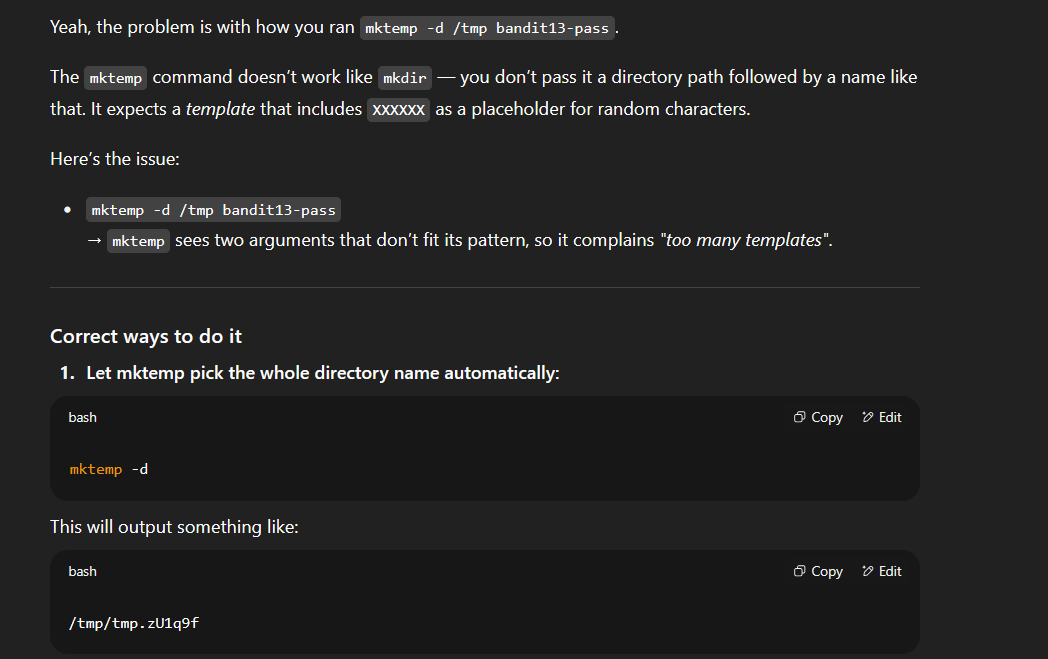 Yeah, the problem is with how you ran mktemp -d /tmp bandit13-pass.
The mktemp command doesn’t work like mkdir — you don’t pass it a directory path followed by a name like
that. It expects a template that includes XXXXXX as a placeholder for random characters.
Here’s the issue:
• mktemp -d /tmp bandit13-pass
→ mktemp sees two arguments that don’t fit its pattern, so it complains "too many templates".
Correct ways to do it
1. Let mktemp pick the whole directory name automatically:
bash Copy Edit
mktemp -d
This will output something like:
bash Copy Edit
/tmp/tmp.zU1q9f